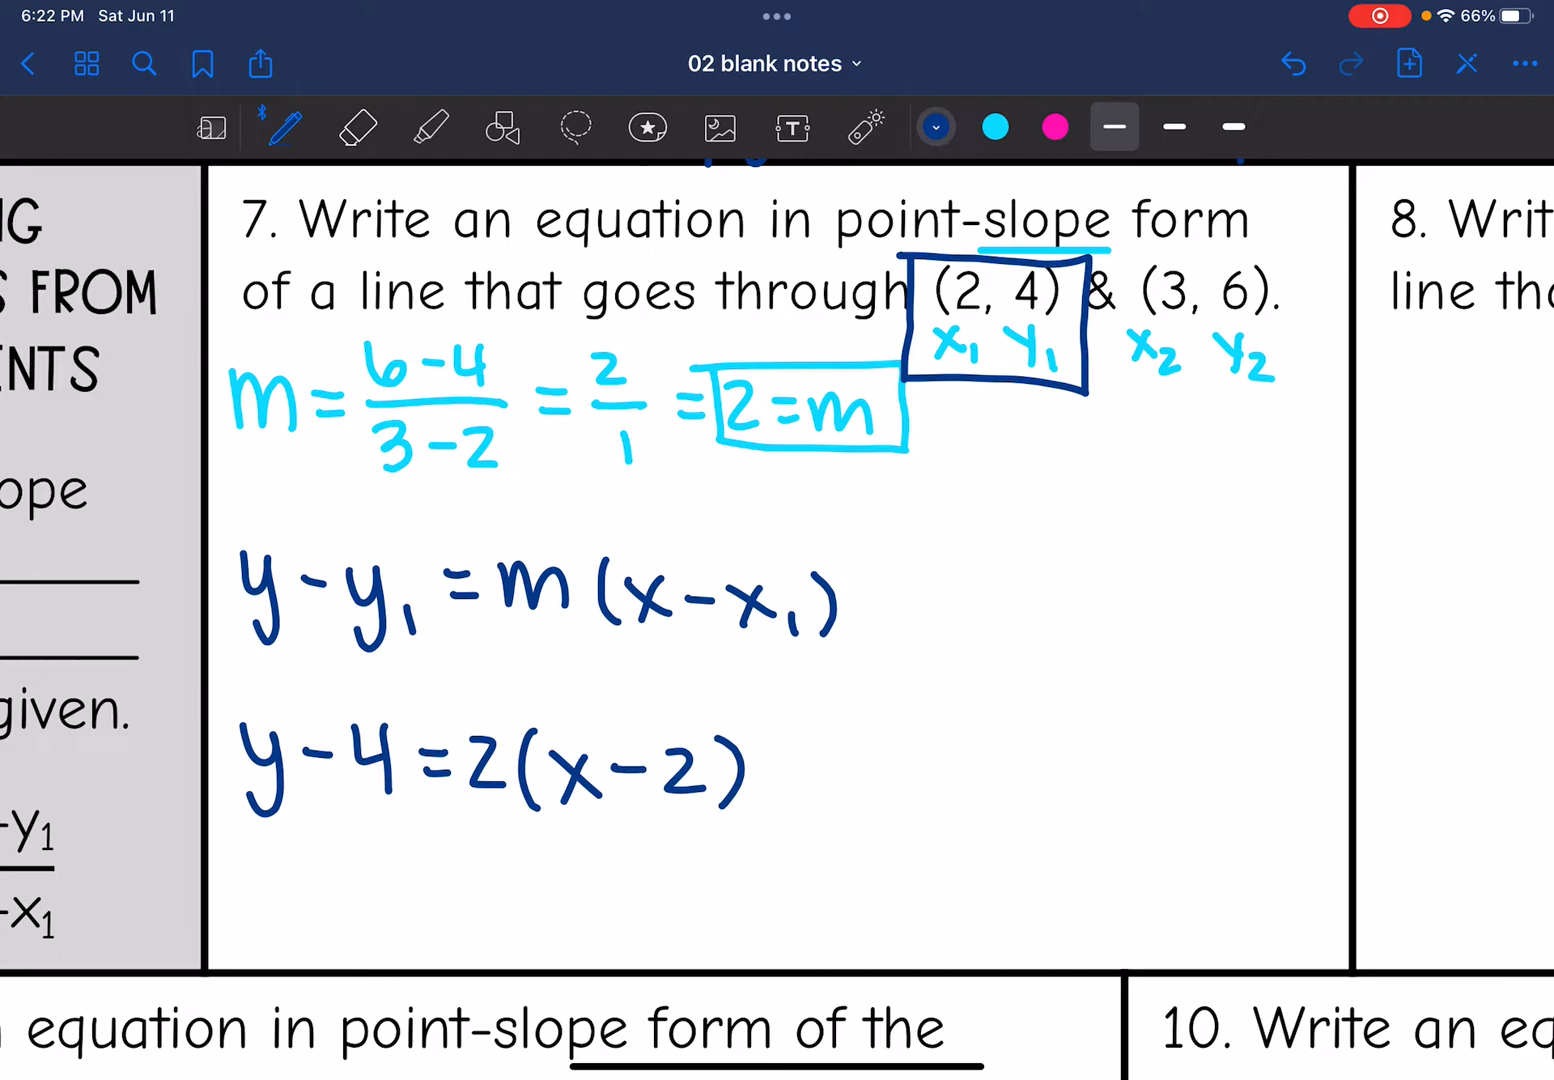 6:22 PM Sat Jun 11
66%
02 blank notes
T
NG
S FROM
ENTS
ope
given.
-y₁
-x₁
7. Write an equation in point-slope form
of a line that goes through (2, 4) & (3, 6).
x₁ y₁ x₂ y₂
m = 6-4 / 3-2 = 2 / 1 = 2 = m
y - y₁ = m (x - x₁)
y - 4 = 2(x - 2)
8. Writ
line tha
equation in point-slope form of the
10. Write an eq